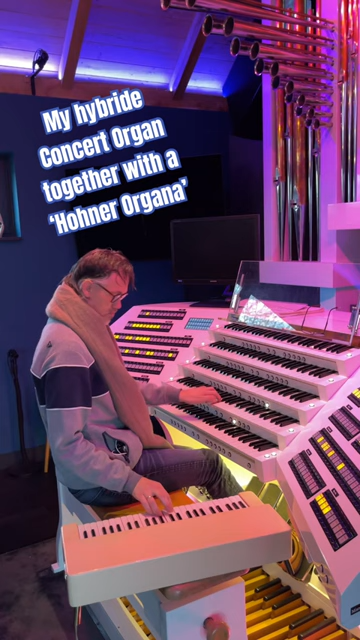 My hybride
Concert Organ
together with a
'Hohner Organa'